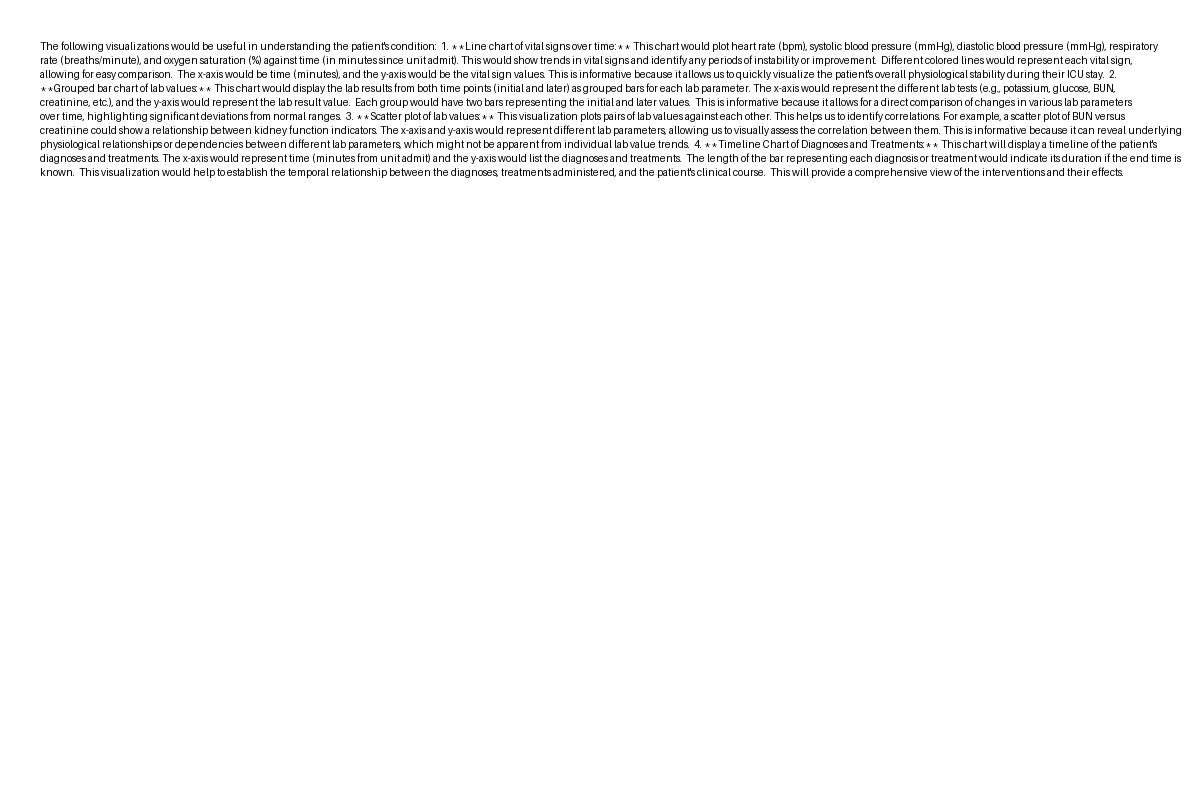 The following visualizations would be useful in understanding the patient's condition:  1.  **Line chart of vital signs over time:** This chart would plot heart rate (bpm), systolic blood pressure (mmHg), diastolic blood pressure (mmHg), respiratory
rate (breaths/minute), and oxygen saturation (%) against time (in minutes since unit admit). This would show trends in vital signs and identify any periods of instability or improvement.  Different colored lines would represent each vital sign,
allowing for easy comparison.  The x-axis would be time (minutes), and the y-axis would be the vital sign values. This is informative because it allows us to quickly visualize the patient's overall physiological stability during their ICU stay.  2.
**Grouped bar chart of lab values:** This chart would display the lab results from both time points (initial and later) as grouped bars for each lab parameter. The x-axis would represent the different lab tests (e.g., potassium, glucose, BUN,
creatinine, etc.), and the y-axis would represent the lab result value.  Each group would have two bars representing the initial and later values.  This is informative because it allows for a direct comparison of changes in various lab parameters
over time, highlighting significant deviations from normal ranges.  3.  **Scatter plot of lab values:** This visualization plots pairs of lab values against each other. This helps us to identify correlations. For example, a scatter plot of BUN versus
creatinine could show a relationship between kidney function indicators. The x-axis and y-axis would represent different lab parameters, allowing us to visually assess the correlation between them. This is informative because it can reveal underlying
physiological relationships or dependencies between different lab parameters, which might not be apparent from individual lab value trends.  4.  **Timeline Chart of Diagnoses and Treatments:** This chart will display a timeline of the patient's
diagnoses and treatments. The x-axis would represent time (minutes from unit admit) and the y-axis would list the diagnoses and treatments.  The length of the bar representing each diagnosis or treatment would indicate its duration if the end time is
known.  This visualization would help to establish the temporal relationship between the diagnoses, treatments administered, and the patient's clinical course.  This will provide a comprehensive view of the interventions and their effects.